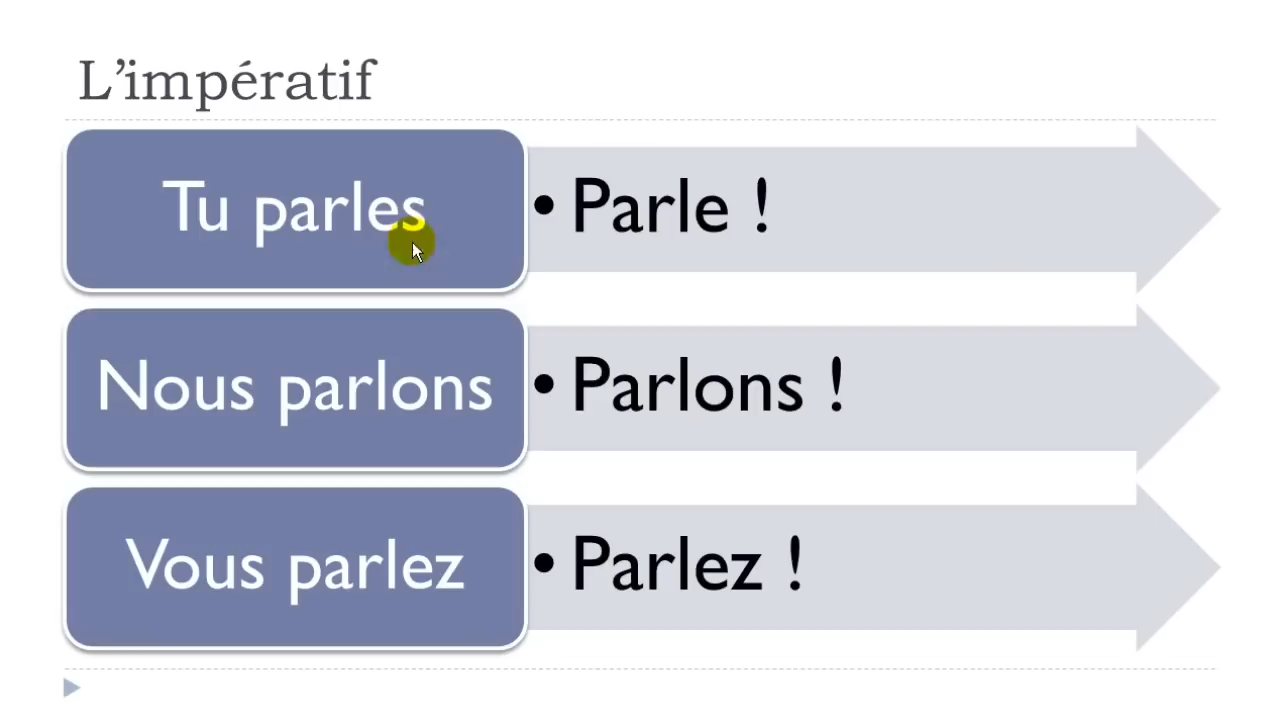 L’impératif
Tu parles
• Parle !
Nous parlons
• Parlons !
Vous parlez
• Parlez !